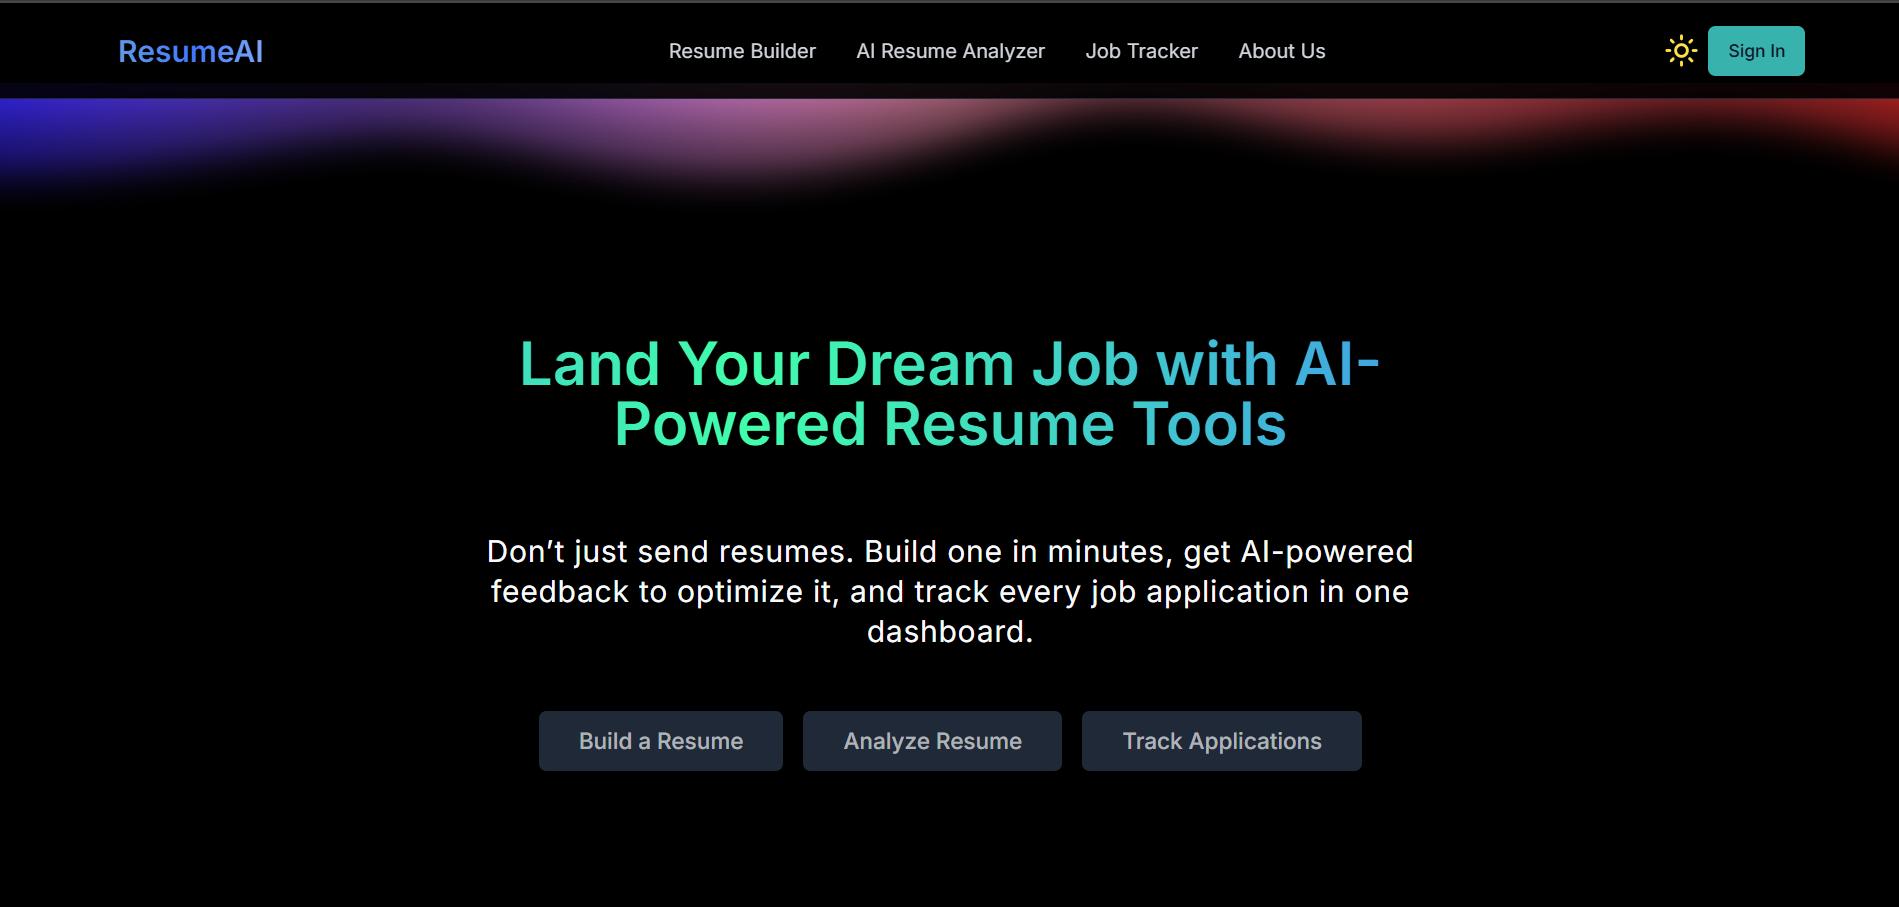 ResumeAI
Resume Builder
AI Resume Analyzer
Job Tracker
About Us
Sign In
Land Your Dream Job with AI-
Powered Resume Tools
Don’t just send resumes. Build one in minutes, get AI-powered
feedback to optimize it, and track every job application in one
dashboard.
Build a Resume
Analyze Resume
Track Applications